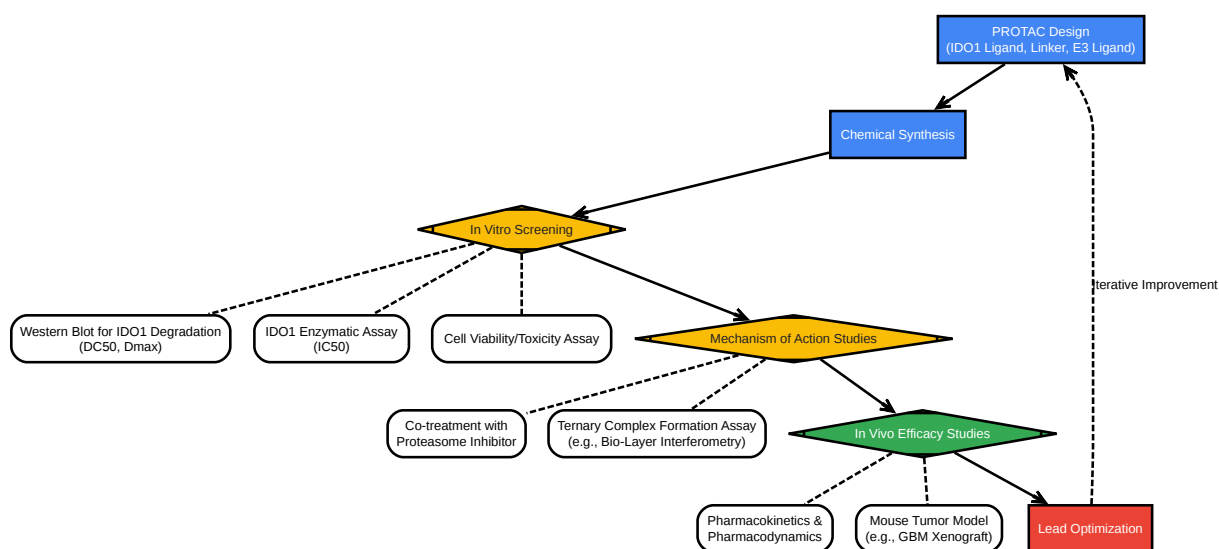 PROTAC Design
(IDO1 Ligand, Linker, E3 Ligand)
Chemical Synthesis
In Vitro Screening
Iterative Improvement
Western Blot for IDO1 Degradation
(DC50, Dmax)
IDO1 Enzymatic Assay
(IC50)
Cell Viability/Toxicity Assay
Mechanism of Action Studies
Co-treatment with
Proteasome Inhibitor
Ternary Complex Formation Assay
(e.g., Bio-Layer Interferometry)
In Vivo Efficacy Studies
Pharmacokinetics &
Pharmacodynamics
Mouse Tumor Model
(e.g., GBM Xenograft)
Lead Optimization